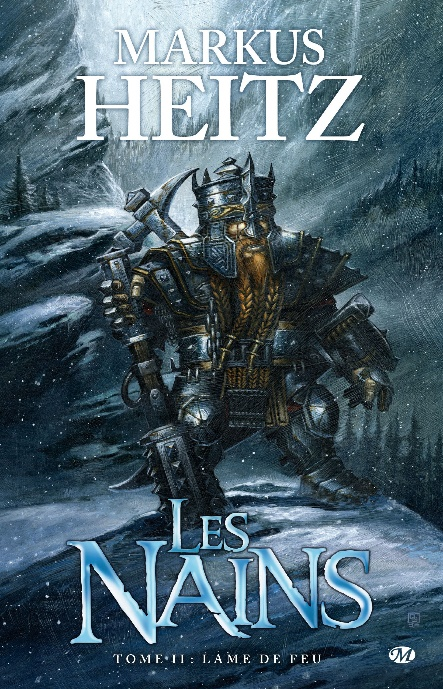 MARKUS
HEITZ
LES
NAINS
TOME II : LAME DE FEU
M